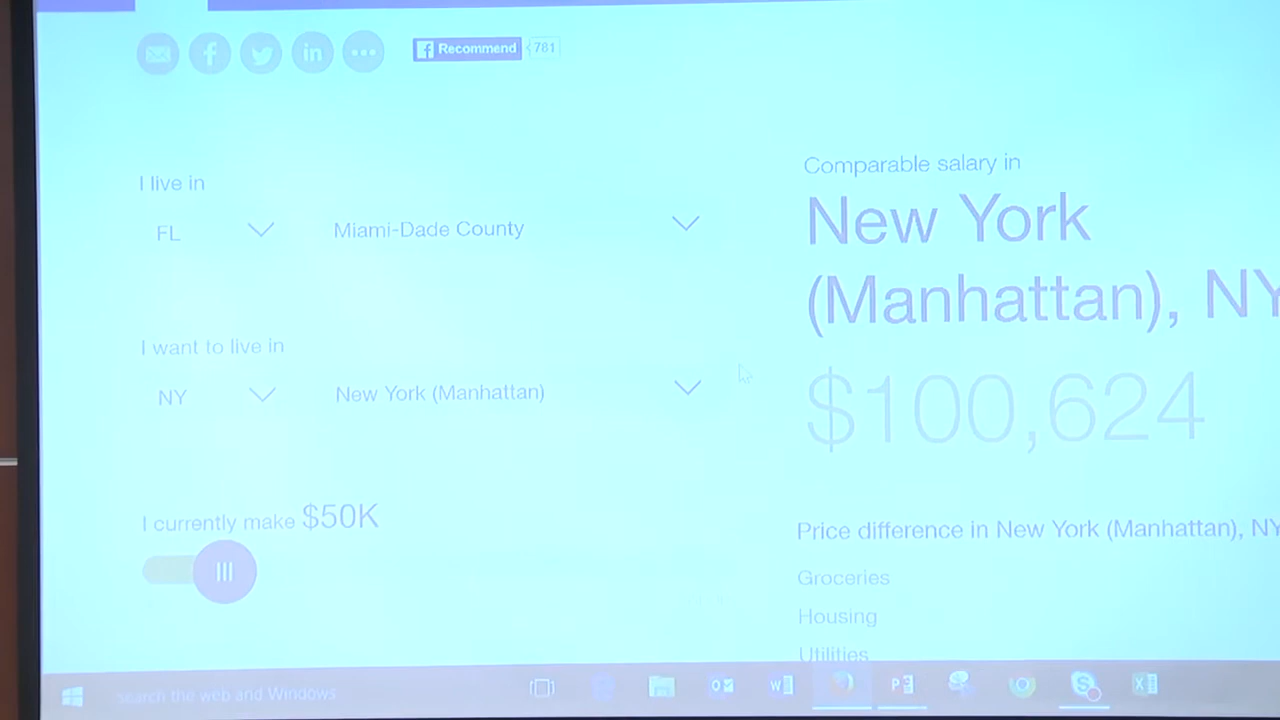 Recommend 781
I live in
FL Miami-Dade County
I want to live in
NY New York (Manhattan)
I currently make $50K
Comparable salary in
New York
(Manhattan), NY
$100,624
Price difference in New York (Manhattan), NY
Groceries
Housing
Utilities
search the web and Windows